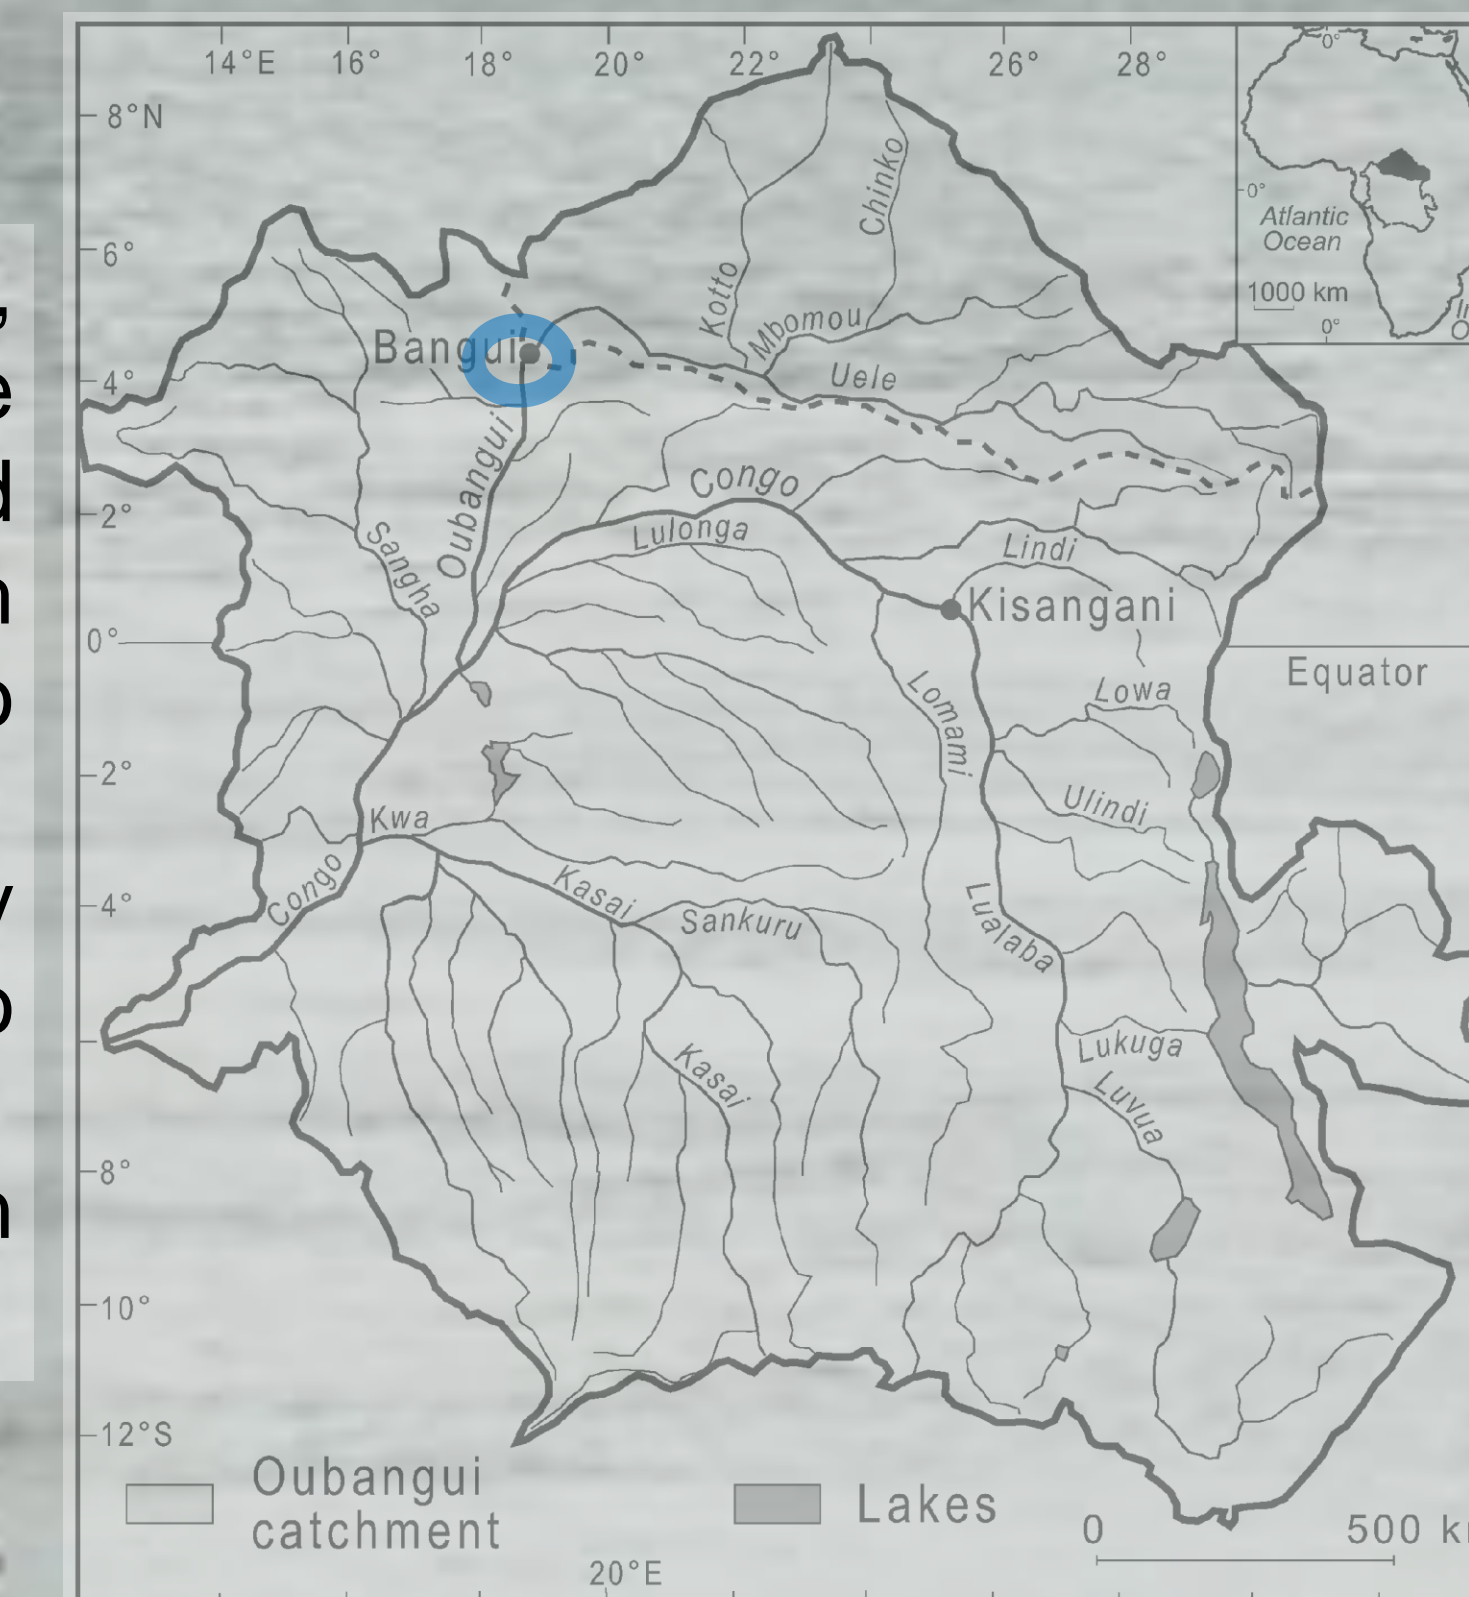 ,
e
d
n
o
y
o
n
14°E 16° 18° 20° 22° 26° 28°
0°
8°N
Chinko
0°
Atlantic
Ocean
6°
Kotto
1000 km
In
O
0°
Mbomou
Bangui
4°
Uele
Oubangui
Congo
2°
Lulonga
Sangha
Lindi
Kisangani
0°
Equator
Lomami
Lowa
2°
Ulindi
Kwa
Congo
Kasai
4°
Sankuru
Lualaba
Lukuga
Kasai
Luvua
8°
10°
12°S
Oubangui
catchment
Lakes
0 500 k
20°E